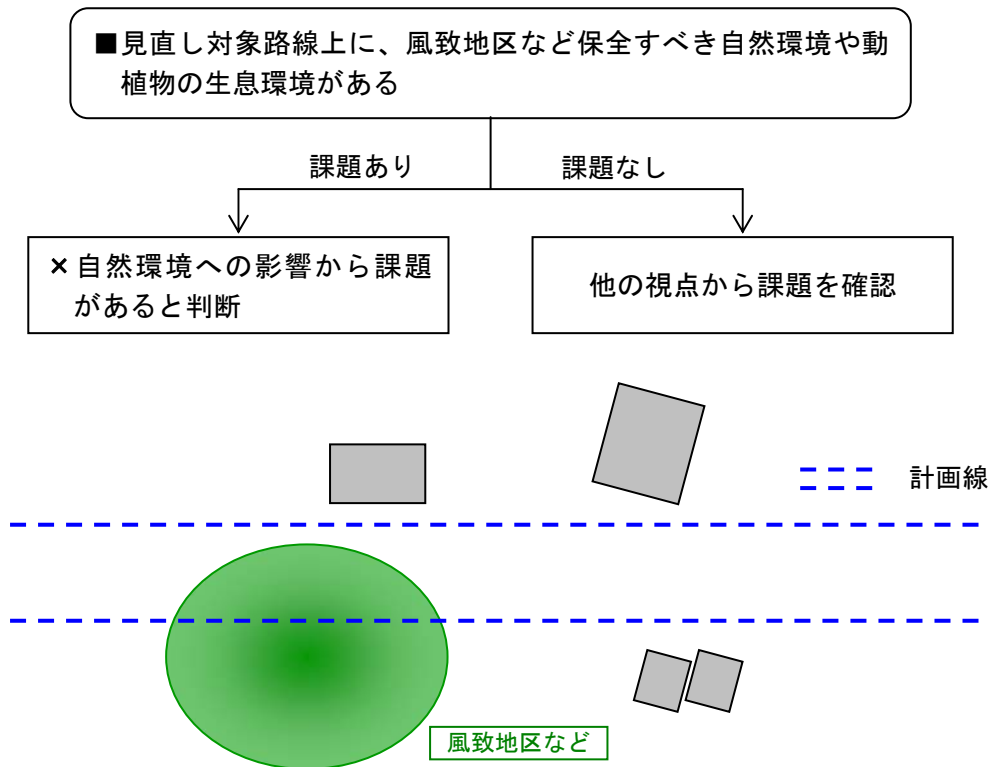 ■見直し対象路線上に、風致地区など保全すべき自然環境や動
植物の生息環境がある
課題あり
課題なし
×自然環境への影響から課題
があると判断
他の視点から課題を確認
計画線
風致地区など